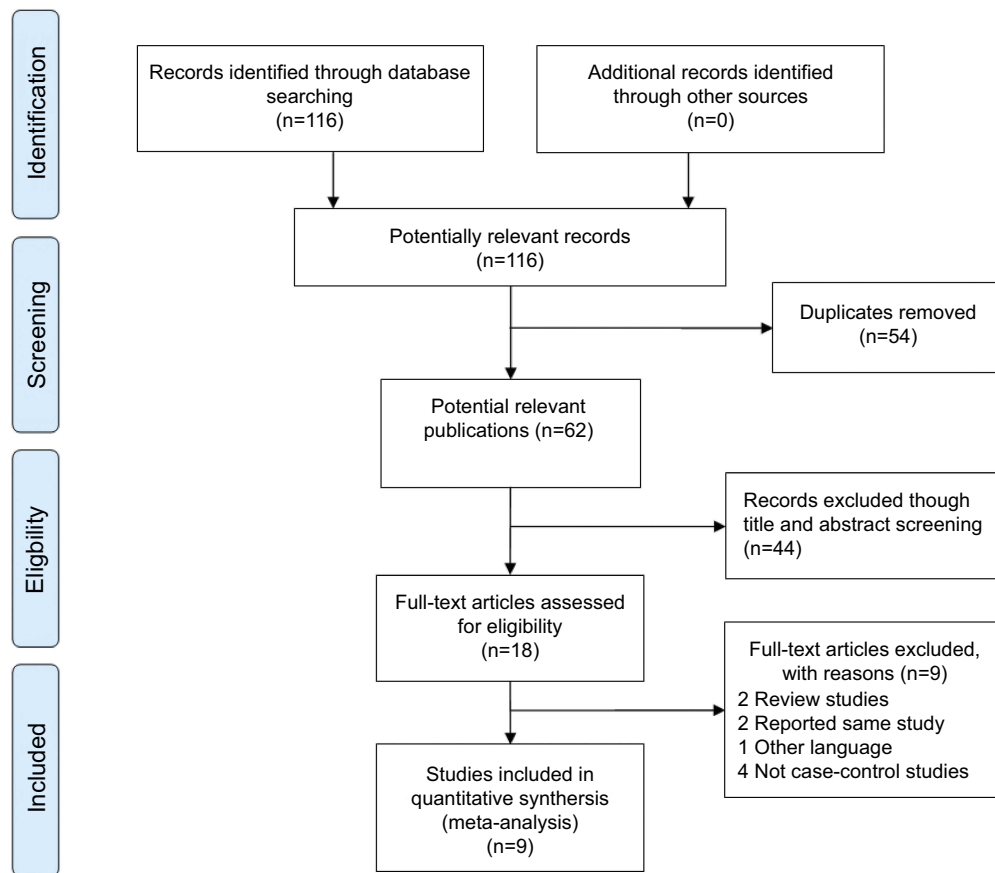 Identification
Records identified through database
searching
(n=116)
Additional records identified
through other sources
(n=0)
Potentially relevant records
(n=116)
Screening
Duplicates removed
(n=54)
Potential relevant
publications (n=62)
Eligbility
Records excluded though
title and abstract screening
(n=44)
Full-text articles assessed
for eligibility
(n=18)
Full-text articles excluded,
with reasons (n=9)
2 Review studies
2 Reported same study
1 Other language
4 Not case-control studies
Included
Studies included in
quantitative synthersis
(meta-analysis)
(n=9)